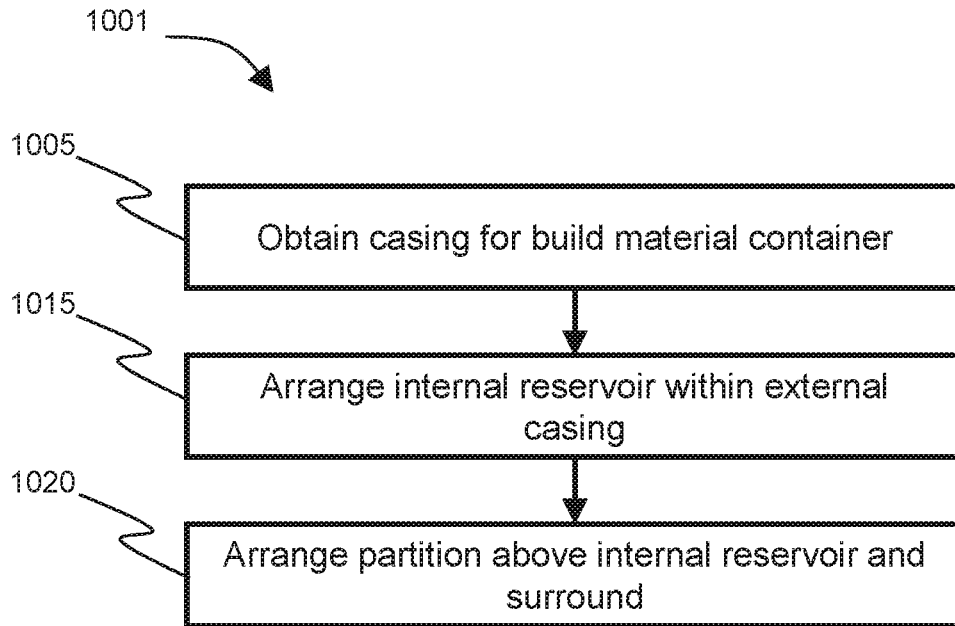 1001
1005
Obtain casing for build material container
1015
Arrange internal reservoir within external
casing
1020
Arrange partition above internal reservoir and
surround